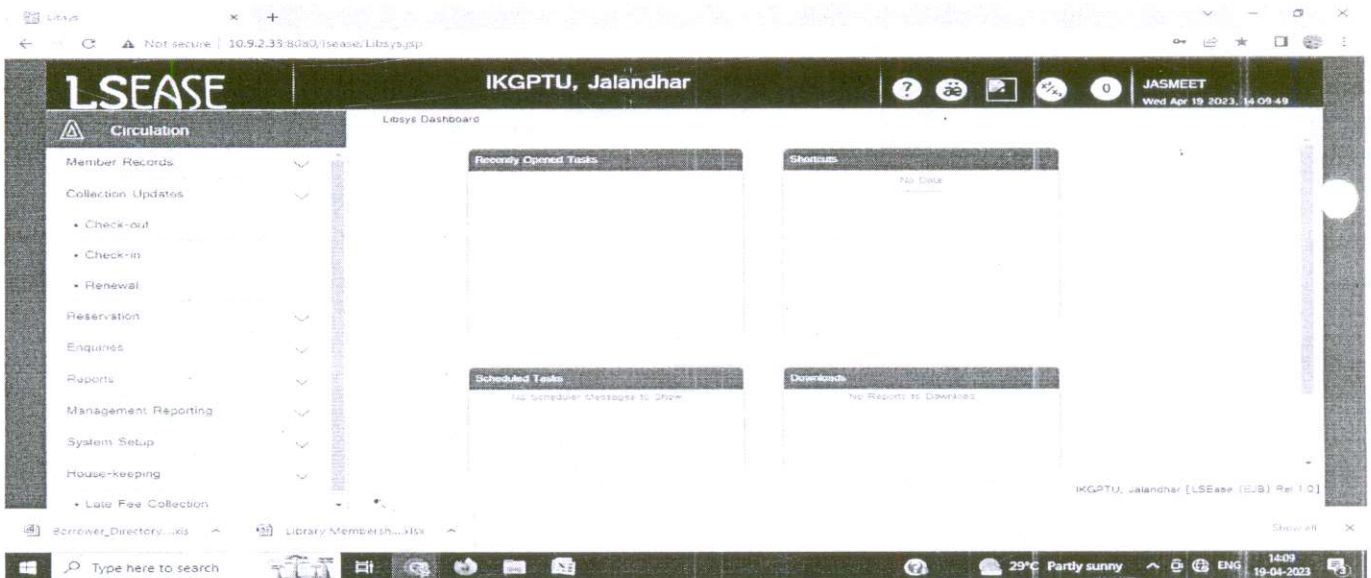 Libsys
Not secure 10.9.2.33:8080/lsease/Libsys.jsp
LSEASE
IKGPTU, Jalandhar
?
0
JASMEET
Wed Apr 19 2023, 14:09:49
Circulation
Libsys Dashboard
Member Records
Collection Updates
• Check-out
• Check-in
• Renewal
Reservation
Enquiries
Reports
Management Reporting
System Setup
House-keeping
• Late Fee Collection
Recently Opened Tasks
Shortcuts
No Data
Scheduled Tasks
No Scheduler Message to Show
Downloads
No Reports to Download
IKGPTU, Jalandhar [LSEase (EJB) Rel 1.0]
Borrower_Directory....xls
Library Membersh....xlsx
Show all
Type here to search
29°C Partly sunny
ENG
14:09
19-04-2023
3